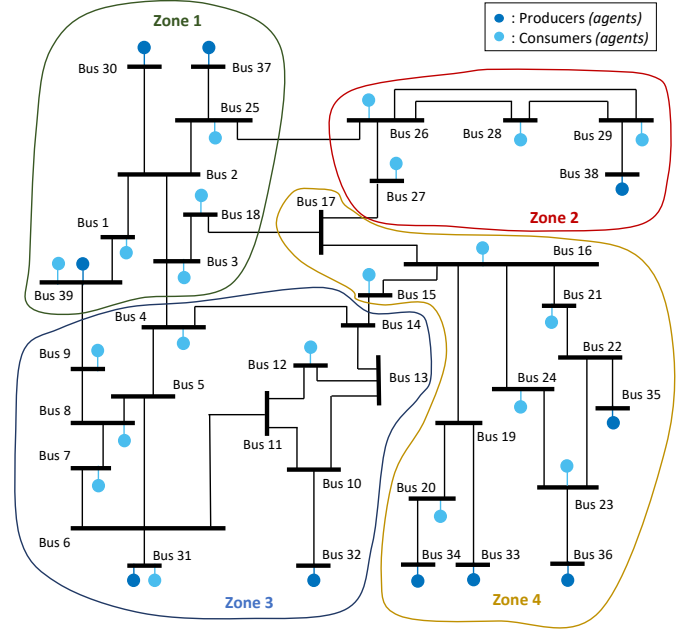 Zone 1
: Producers (agents)
: Consumers (agents)
Bus 30
Bus 37
Bus 25
Bus 26
Bus 28
Bus 29
Bus 2
Bus 38
Bus 27
Bus 17
Bus 18
Zone 2
Bus 1
Bus 3
Bus 16
Bus 39
Bus 15
Bus 21
Bus 4
Bus 14
Bus 9
Bus 12
Bus 13
Bus 22
Bus 5
Bus 24
Bus 35
Bus 8
Bus 11
Bus 19
Bus 7
Bus 10
Bus 20
Bus 23
Bus 6
Bus 31
Bus 32
Bus 34
Bus 33
Bus 36
Zone 3
Zone 4